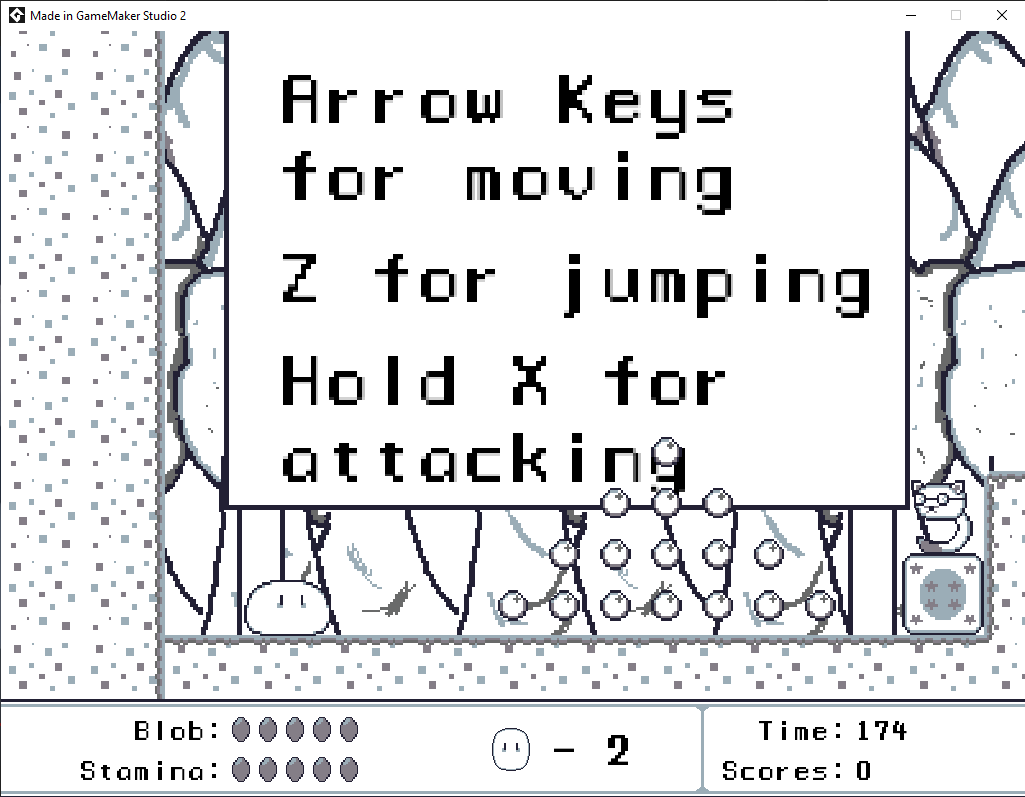 Made in GameMaker Studio 2
Arrow Keys
for moving
Z for jumping
Hold X for
attacking
Blob:
Stamina:
- 2
Time: 174
Scores: 0